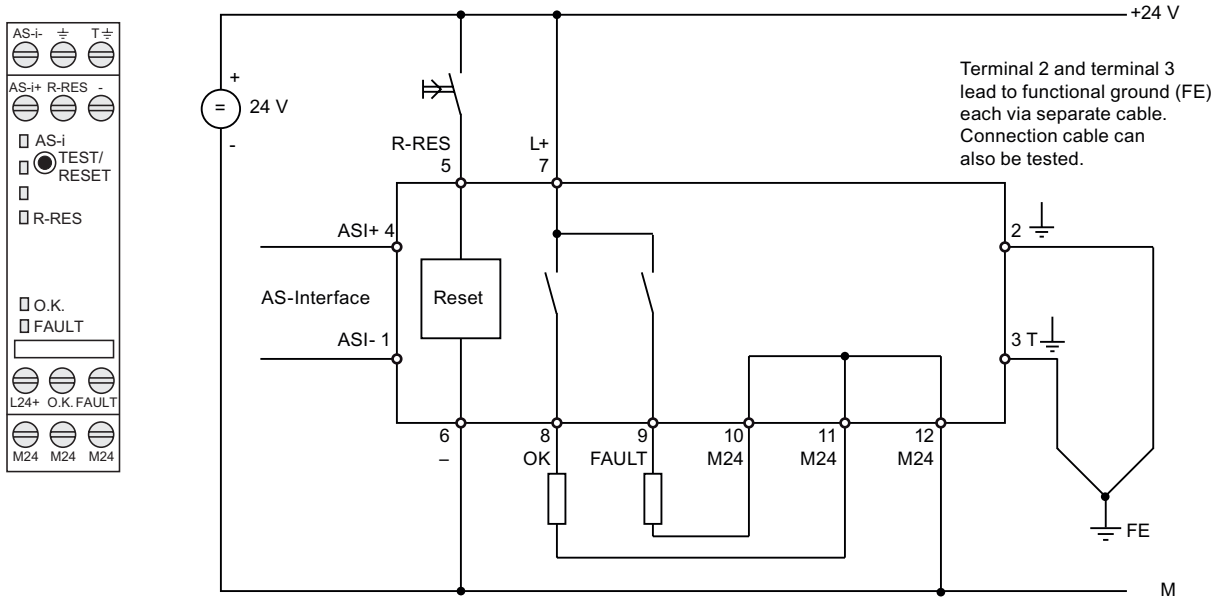 AS-i- ⏚ T⏚
AS-i+ R-RES -
AS-i
TEST/
RESET
R-RES
O.K.
FAULT
L24+ O.K. FAULT
M24 M24 M24
+24 V
+
= 24 V
-
Terminal 2 and terminal 3
lead to functional ground (FE)
each via separate cable.
Connection cable can
also be tested.
R-RES L+
5 7
ASI+ 4
2
AS-Interface
Reset
ASI- 1
3 T
6 8 9 10 11 12
– OK FAULT M24 M24 M24
FE
M